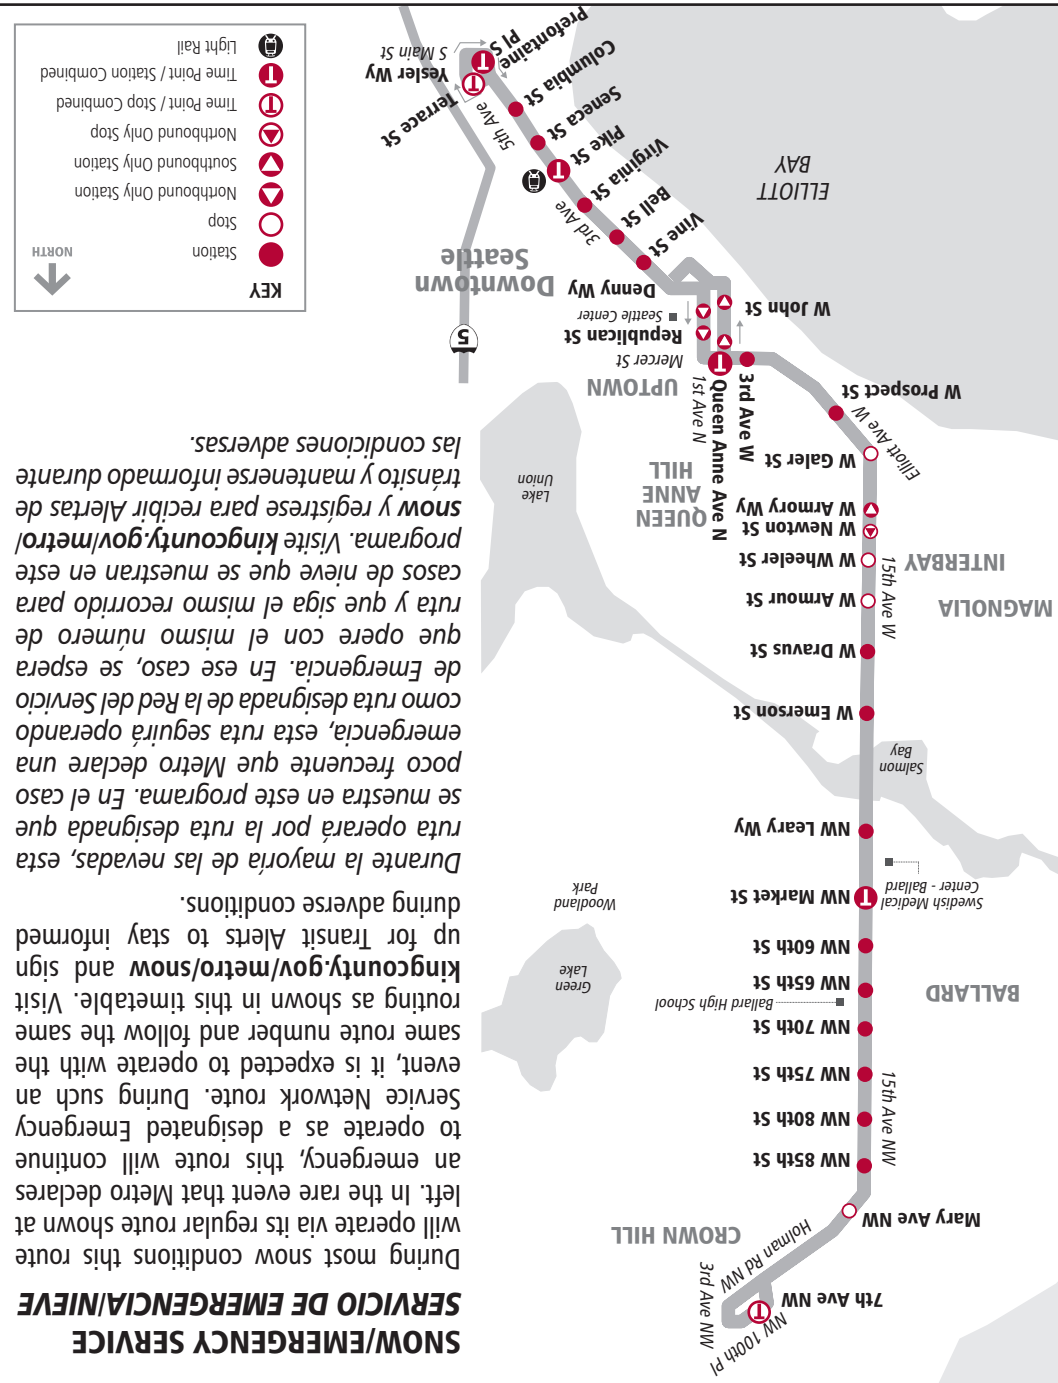 SNOW/EMERGENCY SERVICE
SERVICIO DE EMERGENCIA/NIEVE
During most snow conditions this route
will operate via its regular route shown at
left. In the rare event that Metro declares
an emergency, this route will continue
to operate as a designated Emergency
Service Network route. During such an
event, it is expected to operate with the
same route number and follow the same
routing as shown in this timetable. Visit
kingcounty.gov/metro/snow and sign
up for Transit Alerts to stay informed
during adverse conditions.
Durante la mayoría de las nevadas, esta
ruta operará por la ruta designada que
se muestra en este programa. En el caso
poco frecuente que Metro declare una
emergencia, esta ruta seguirá operando
como ruta designada de la Red del Servicio
de Emergencia. En ese caso, se espera
que opere con el mismo número de
ruta y que siga el mismo recorrido para
casos de nieve que se muestran en este
programa. Visite kingcounty.gov/metro/
snow y regístrese para recibir Alertas de
tránsito y mantenerse informado durante
las condiciones adversas.
NW 100th Pl
7th Ave NW
3rd Ave NW
Holman Rd NW
CROWN HILL
Mary Ave NW
NW 85th St
15th Ave NW
NW 80th St
NW 75th St
NW 70th St
Ballard High School
BALLARD
NW 65th St
NW 60th St
Green
Lake
Woodland
Park
NW Market St
Swedish Medical
Center - Ballard
NW Leary Wy
Salmon
Bay
W Emerson St
W Dravus St
15th Ave W
W Armour St
MAGNOLIA
W Wheeler St
INTERBAY
W Newton St
W Armory Wy
QUEEN
ANNE
HILL
Lake
Union
W Galer St
Elliott Ave W
W Prospect St
3rd Ave W
Queen Anne Ave N
1st Ave N
UPTOWN
Mercer St
Republican St
Seattle Center
W John St
Denny Wy
Downtown
Seattle
5
Vine St
Bell St
Virginia St
3rd Ave
Pike St
Seneca St
Columbia St
5th Ave
Terrace St
Yesler Wy
Prefontaine
Pl S
S Main St
ELLIOTT
BAY
KEY
NORTH
Station
Stop
Northbound Only Station
Southbound Only Station
Northbound Only Stop
Time Point / Stop Combined
Time Point / Station Combined
Light Rail